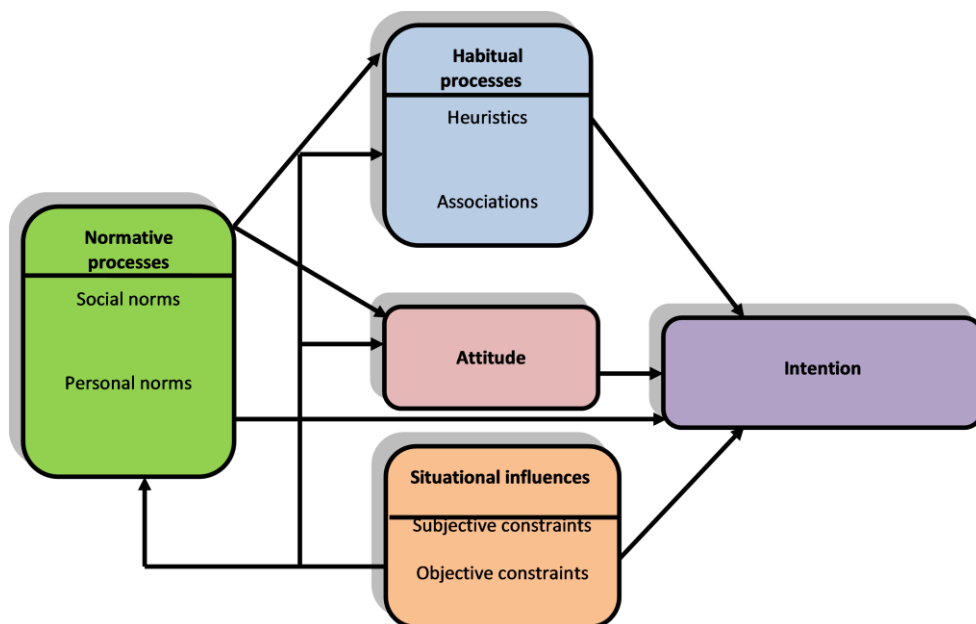 Habitual
processes
Heuristics
Associations
Normative
processes
Social norms
Personal norms
Attitude
Intention
Situational influences
Subjective constraints
Objective constraints